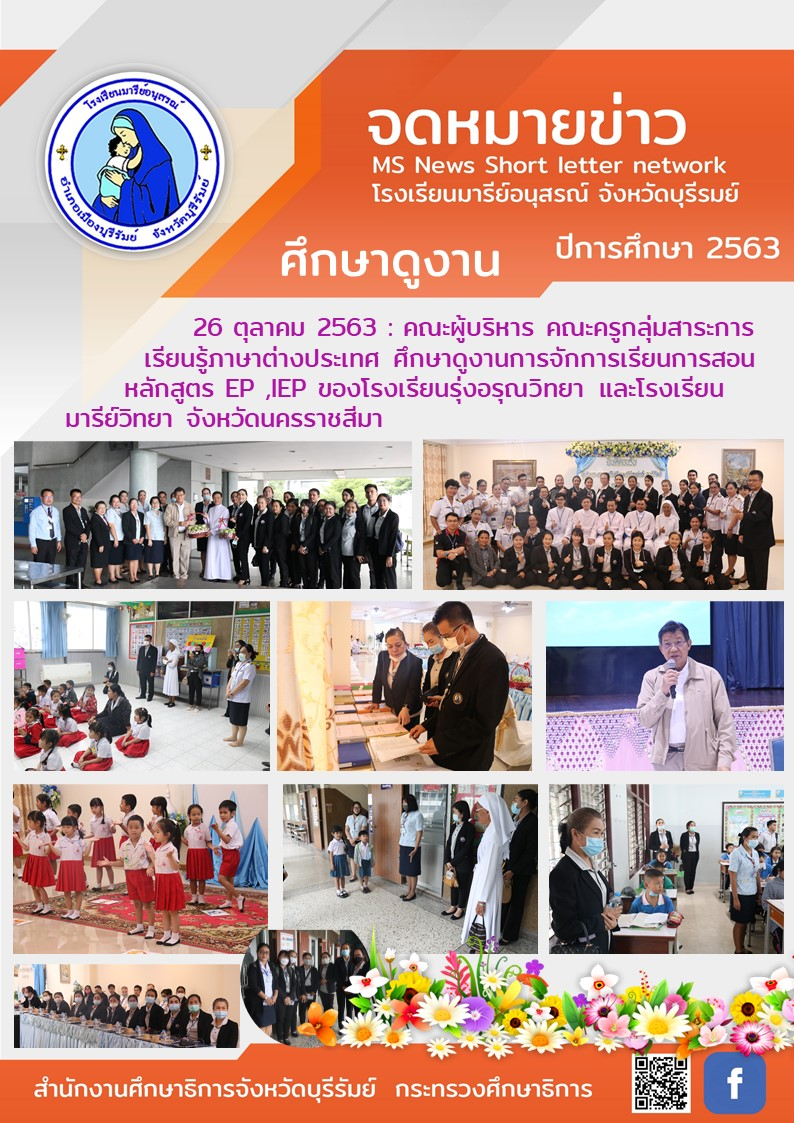 โรงเรียนมารีย์อนุสรณ์
อำเภอเมืองบุรีรัมย์ จังหวัดบุรีรัมย์
จดหมายข่าว
MS News Short letter network
โรงเรียนมารีย์อนุสรณ์ จังหวัดบุรีรมย์
ศึกษาดูงาน
ปีการศึกษา 2563
26 ตุลาคม 2563 : คณะผู้บริหาร คณะครูกลุ่มสาระการ
เรียนรู้ภาษาต่างประเทศ ศึกษาดูงานการจักการเรียนการสอน
หลักสูตร EP ,IEP ของโรงเรียนรุ่งอรุณวิทยา และโรงเรียน
มารีย์วิทยา จังหวัดนครราชสีมา
สำนักงานศึกษาธิการจังหวัดบุรีรัมย์ กระทรวงศึกษาธิการ
f